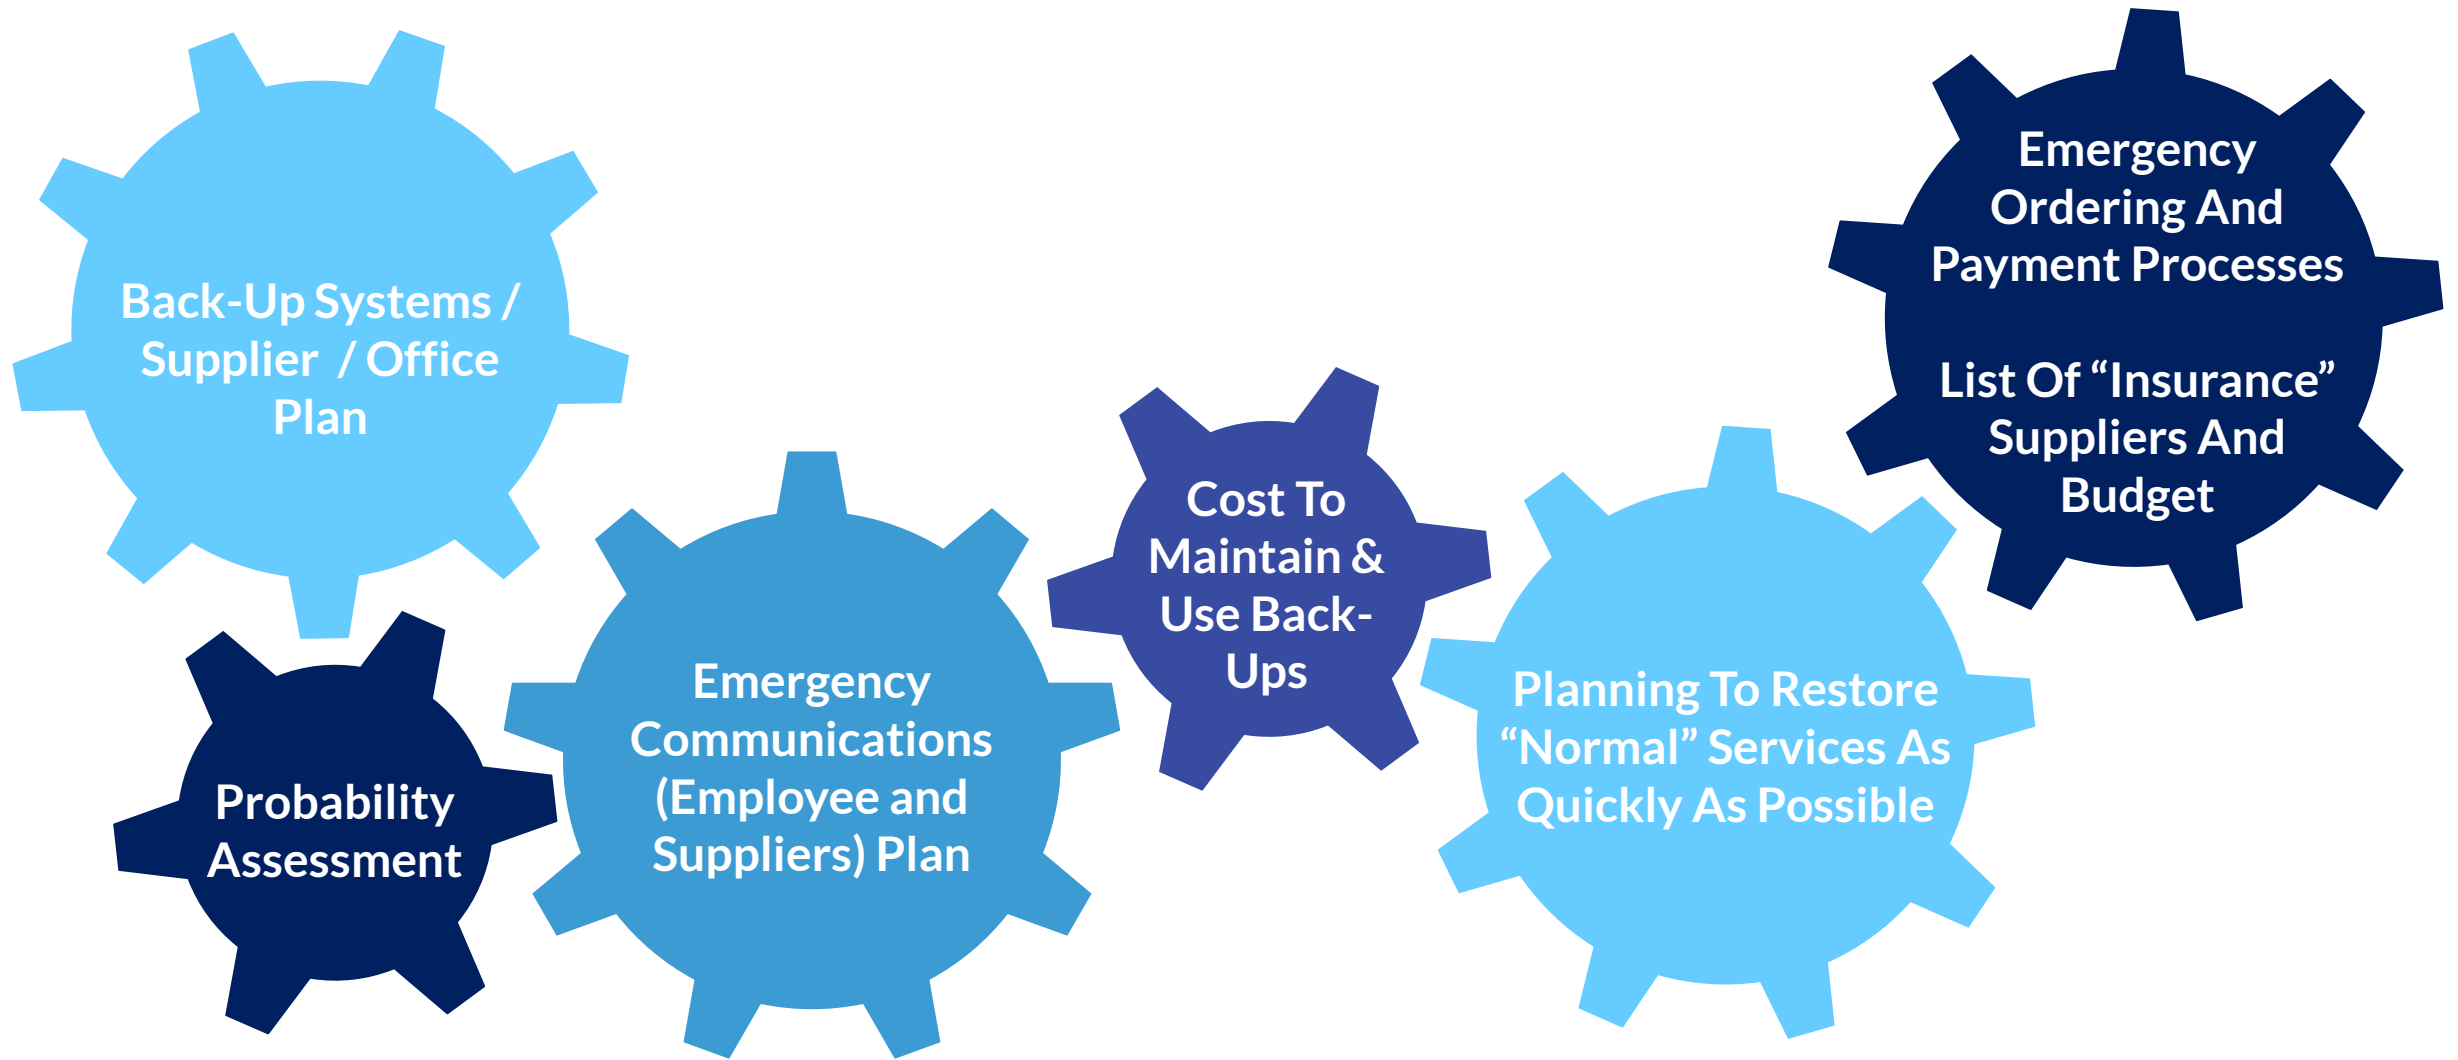 Back-Up Systems /
Supplier / Office
Plan
Probability
Assessment
Emergency
Communications
(Employee and
Suppliers) Plan
Cost To
Maintain &
Use Back-
Ups
Planning To Restore
“Normal” Services As
Quickly As Possible
Emergency
Ordering And
Payment Processes
List Of “Insurance”
Suppliers And
Budget